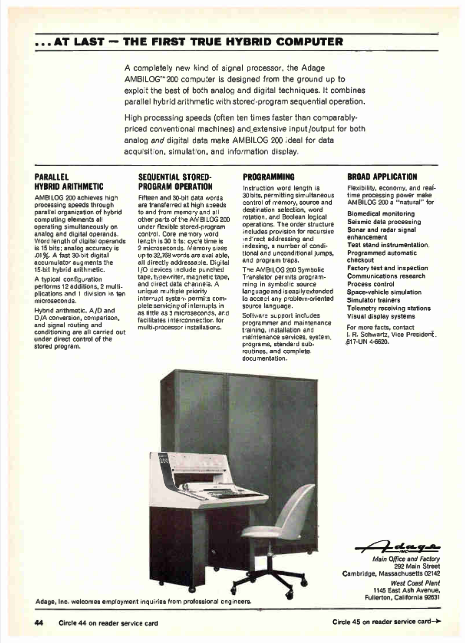 ...AT LAST — THE FIRST TRUE HYBRID COMPUTER
A completely new kind of signal processor, the Adage
AMBILOG™ 200 computer is designed from the ground up to
exploit the best of both analog and digital techniques. It combines
parallel hybrid arithmetic with stored-program sequential operation.
High processing speeds (often ten times faster than comparably-
priced conventional machines) and extensive input/output for both
analog and digital data make AMBILOG 200 ideal for data
acquisition, simulation, and information display.
PARALLEL
HYBRID ARITHMETIC
AMBILOG 200 achieves high
processing speeds through
parallel organization of hybrid
computing elements all
operating simultaneously on
analog and digital operands.
Word length of digital operands
is 15 bits; analog accuracy is
.01%. A fast 30-bit digital
accumulator augments the
15-bit hybrid arithmetic.
A typical configuration
performs 12 additions, 2 multi-
plications and 1 division in ten
microseconds.
Hybrid arithmetic, A/D and
D/A conversion, comparison,
and signal routing and
conditioning are all carried out
under direct control of the
stored program.
SEQUENTIAL STORED-
PROGRAM OPERATION
Fifteen and 30-bit data words
are transferred at high speeds
to and from memory and all
other parts of the AMBILOG 200
under flexible stored-program
control. Core memory word
length is 30 bits; cycle time is
2 microseconds. Memory sizes
up to 32,768 words are available,
all directly addressable. Digital
I/O devices include punched
tape, typewriter, magnetic tape,
and direct data channels. A
unique multiple priority
interrupt system permits com-
plete servicing of interrupts in
as little as 3 microseconds, and
facilitates interconnection for
multi-processor installations.
PROGRAMMING
Instruction word length is
30 bits, permitting simultaneous
control of memory, source and
destination selection, word
rotation, and Boolean logical
operations. The order structure
includes provision for recursive
indirect addressing and
indexing, a number of condi-
tional and unconditional jumps,
and program traps.
The AMBILOG 200 Symbolic
Translator permits program-
ming in symbolic source
language and is easily extended
to accept any problem-oriented
source language.
Software support includes
programmer and maintenance
training, installation and
maintenance services, system,
programs, standard sub-
routines, and complete
documentation.
BROAD APPLICATION
Flexibility, economy, and real-
time processing power make
AMBILOG 200 a "natural" for
Biomedical monitoring
Seismic data processing
Sonar and radar signal
enhancement
Test stand instrumentation
Programmed automatic
checkout
Factory test and inspection
Communications research
Process control
Space-vehicle simulation
Simulator trainers
Telemetry receiving stations
Visual display systems
For more facts, contact
I. R. Schwartz, Vice President,
617-UN 4-6620.
Adage
INC
Main Office and Factory
292 Main Street
Cambridge, Massachusetts 02142
West Coast Plant
1145 East Ash Avenue,
Fullerton, California 92631
Adage, Inc. welcomes employment inquiries from professional engineers.
44 Circle 44 on reader service card
Circle 45 on reader service card→